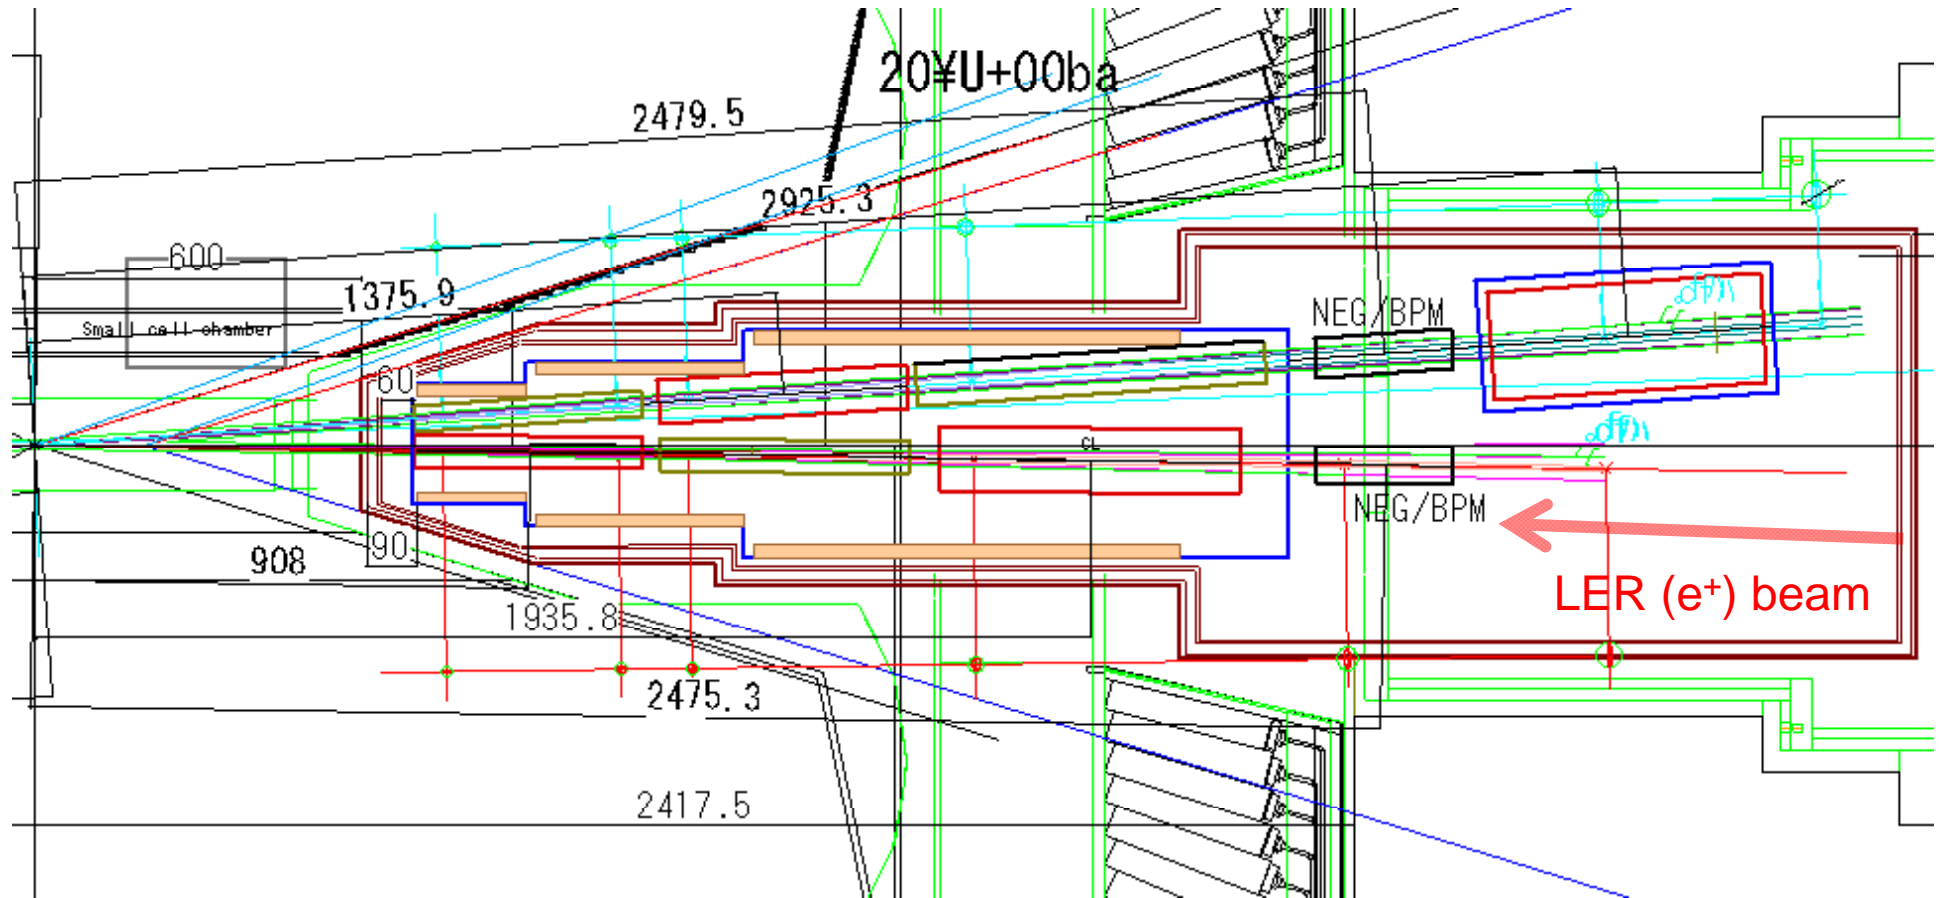 20¥U+00ba
2479.5
2925.3
600
1375.9
Small cell chamber
NEG/BPM
60
CL
NEG/BPM
90
908
LER (e⁺) beam
1935.8
2475.3
2417.5